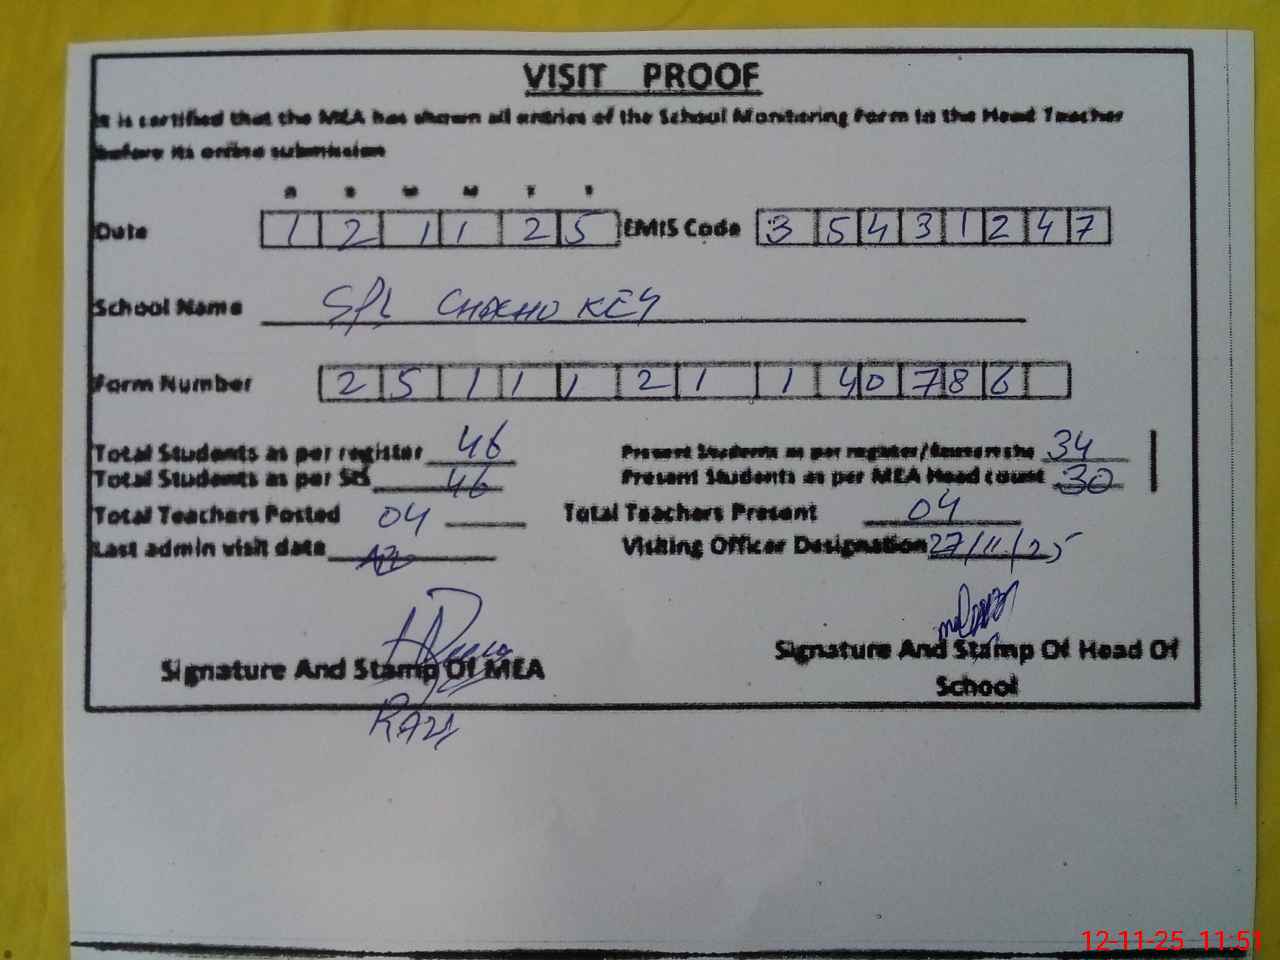 VISIT PROOF
It is certified that the MEA has shown all entries of the School Monitoring Form to the Head Teacher
before its online submission
D D M M Y Y
Date 1 2 1 1 2 5 EMIS Code 3 5 4 3 1 2 4 7
School Name CHAKHO KEY
Form Number 2 5 1 1 1 2 1 1 4 0 7 8 6
Total Students as per register 46 Present Students as per register/ 34
Total Students as per SIS 46 Present Students as per MEA Head count 30
Total Teachers Posted 04 Total Teachers Present 04
Last admin visit date Visiting Officer Designation 27/11/25
Signature And Stamp Of MEA Signature And Stamp Of Head Of
School
12-11-25 11:51